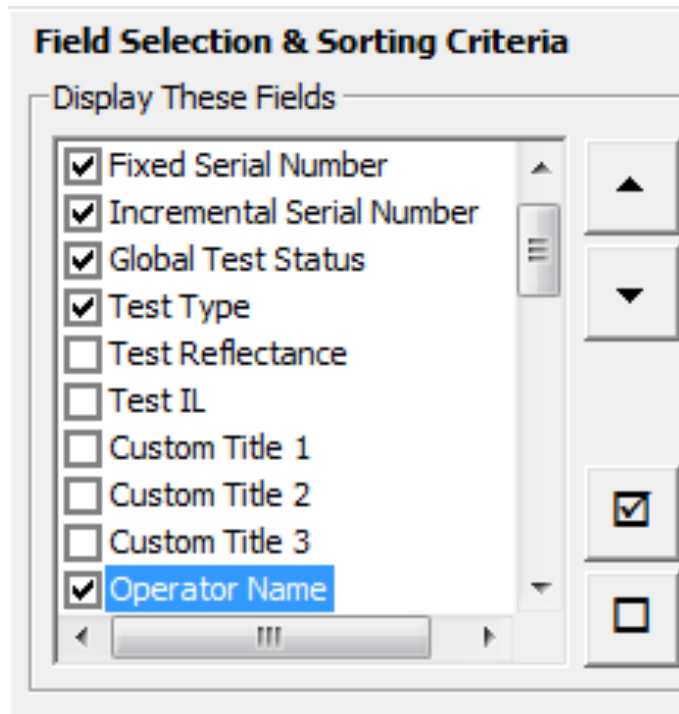 Field Selection & Sorting Criteria
Display These Fields
Fixed Serial Number
Incremental Serial Number
Global Test Status
Test Type
Test Reflectance
Test IL
Custom Title 1
Custom Title 2
Custom Title 3
Operator Name